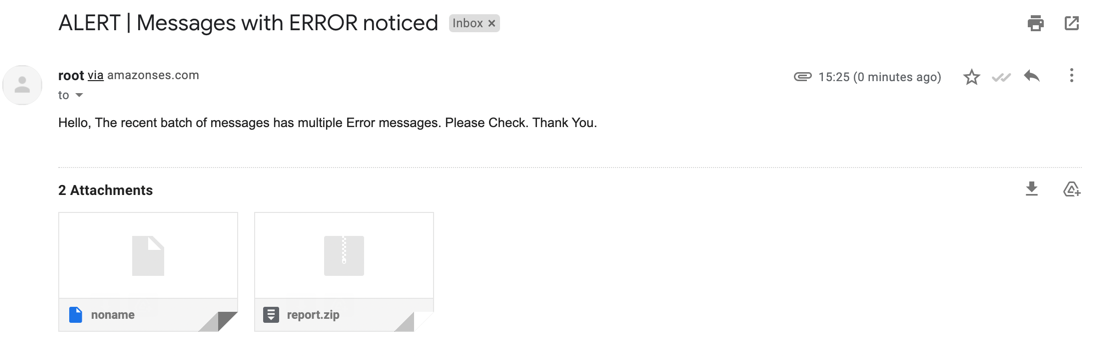 ALERT | Messages with ERROR noticed Inbox ×
root via amazonses.com 15:25 (0 minutes ago)
to
Hello, The recent batch of messages has multiple Error messages. Please Check. Thank You.
2 Attachments
noname report.zip